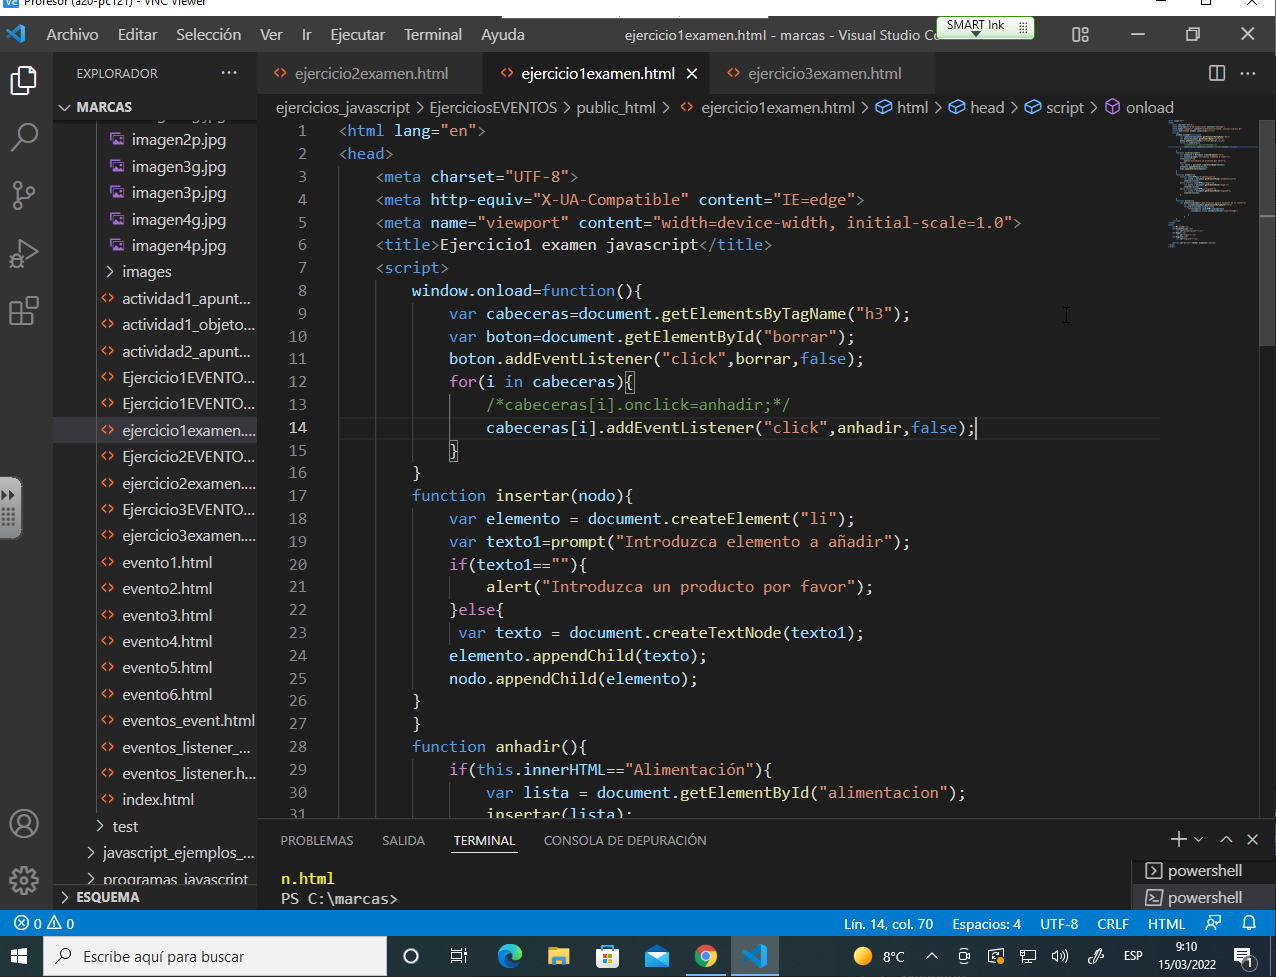 Profesor (a20-pc121) - VNC Viewer
Archivo Editar Selección Ver Ir Ejecutar Terminal Ayuda ejercicio1examen.html - marcas - Visual Studio Co
SMART Ink
EXPLORADOR
ejercicio2examen.html ejercicio1examen.html ejercicio3examen.html
MARCAS
ejercicios_javascript > EjerciciosEVENTOS > public_html > ejercicio1examen.html > html > head > script > onload
imagen2p.jpg
imagen3g.jpg
imagen3p.jpg
imagen4g.jpg
imagen4p.jpg
images
actividad1_apunt...
actividad1_objeto...
actividad2_apunt...
Ejercicio1EVENTO...
Ejercicio1EVENTO...
ejercicio1examen....
Ejercicio2EVENTO...
ejercicio2examen....
Ejercicio3EVENTO...
ejercicio3examen....
evento1.html
evento2.html
evento3.html
evento4.html
evento5.html
evento6.html
eventos_event.html
eventos_listener_...
eventos_listener.h...
index.html
test
javascript_ejemplos_...
programas_javascript
ESQUEMA
1 <html lang="en">
2 <head>
3 <meta charset="UTF-8">
4 <meta http-equiv="X-UA-Compatible" content="IE=edge">
5 <meta name="viewport" content="width=device-width, initial-scale=1.0">
6 <title>Ejercicio1 examen javascript</title>
7 <script>
8 window.onload=function(){
9 var cabeceras=document.getElementsByTagName("h3");
10 var boton=document.getElementById("borrar");
11 boton.addEventListener("click",borrar,false);
12 for(i in cabeceras){
13 /*cabeceras[i].onclick=anhadir;*/
14 cabeceras[i].addEventListener("click",anhadir,false);
15 }
16 }
17 function insertar(nodo){
18 var elemento = document.createElement("li");
19 var texto1=prompt("Introduzca elemento a añadir");
20 if(texto1==""){
21 alert("Introduzca un producto por favor");
22 }else{
23 var texto = document.createTextNode(texto1);
24 elemento.appendChild(texto);
25 nodo.appendChild(elemento);
26 }
27 }
28 function anhadir(){
29 if(this.innerHTML=="Alimentación"){
30 var lista = document.getElementById("alimentacion");
31 insertar(lista);
PROBLEMAS SALIDA TERMINAL CONSOLA DE DEPURACIÓN
n.html
PS C:\marcas>
powershell
powershell
0 0 Lín. 14, col. 70 Espacios: 4 UTF-8 CRLF HTML
Escribe aquí para buscar
8°C ESP 9:10
15/03/2022
1